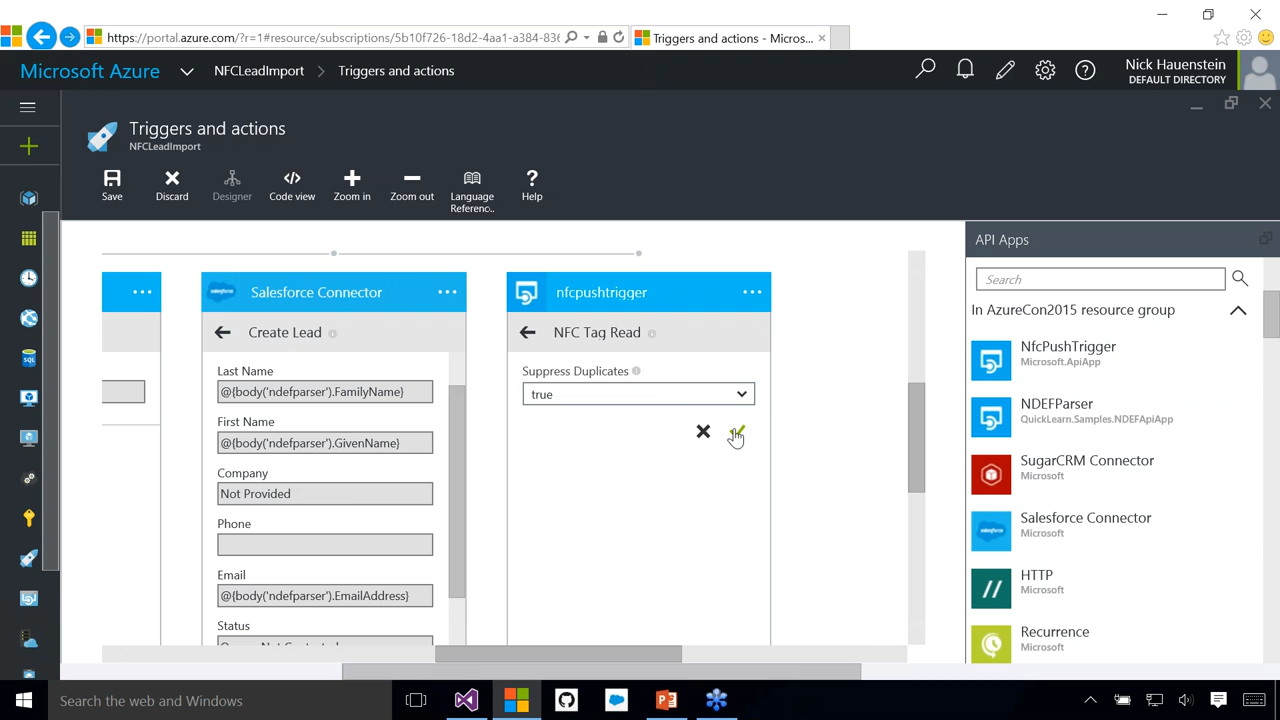 https://portal.azure.com/?r=1#resource/subscriptions/5b10f726-18d2-4aa1-a384-836
Triggers and actions - Micros...
Microsoft Azure
NFCLeadImport
Triggers and actions
Nick Hauenstein
DEFAULT DIRECTORY
Triggers and actions
NFCLeadImport
Save
Discard
Designer
Code view
Zoom in
Zoom out
Language
Referenc..
Help
Salesforce Connector
Create Lead
Last Name
@{body('ndefparser').FamilyName}
First Name
@{body('ndefparser').GivenName}
Company
Not Provided
Phone
Email
@{body('ndefparser').EmailAddress}
Status
nfcpushtrigger
NFC Tag Read
Suppress Duplicates
true
API Apps
Search
In AzureCon2015 resource group
NfcPushTrigger
Microsoft.ApiApp
NDEFParser
QuickLearn.Samples.NDEFApiApp
SugarCRM Connector
Microsoft
Salesforce Connector
Microsoft
HTTP
Microsoft
Recurrence
Microsoft
Search the web and Windows